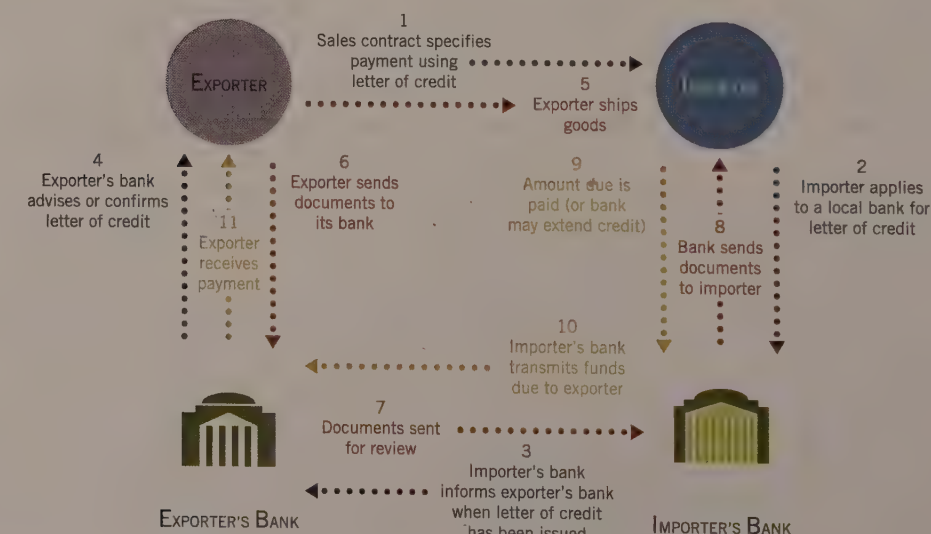 1
Sales contract specifies
payment using
letter of credit
EXPORTER
5
Exporter ships
goods
4
Exporter's bank
advises or confirms
letter of credit
6
Exporter sends
documents to
its bank
9
Amount due is
paid (or bank
may extend credit)
2
Importer applies
to a local bank for
letter of credit
11
Exporter
receives
payment
8
Bank sends
documents
to importer
10
Importer's bank
transmits funds
due to exporter
7
Documents sent
for review
3
Importer's bank
informs exporter's bank
when letter of credit
has been issued
EXPORTER'S BANK
IMPORTER'S BANK